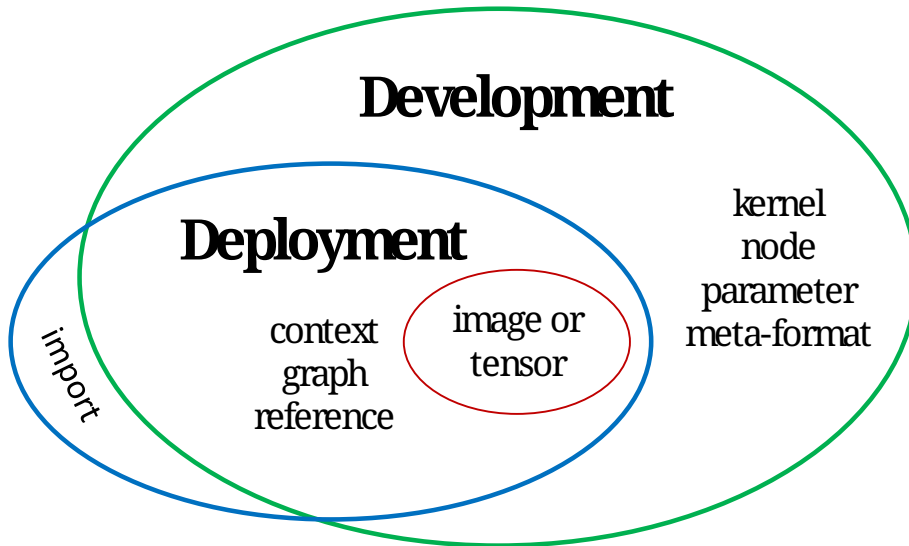 Development
Deployment
kernel
node
parameter
meta-format
import
context
graph
reference
image or
tensor